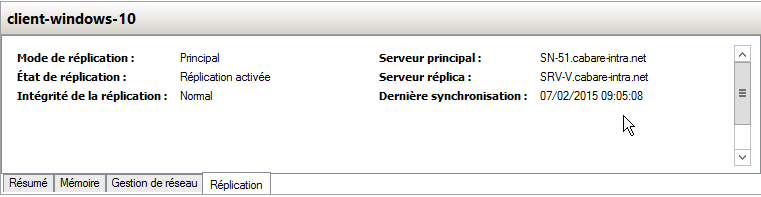 client-windows-10
Mode de réplication : Principal Serveur principal : SN-51.cabare-intra.net
État de réplication : Réplication activée Serveur réplica : SRV-V.cabare-intra.net
Intégrité de la réplication : Normal Dernière synchronisation : 07/02/2015 09:05:08
Résumé Mémoire Gestion de réseau Réplication